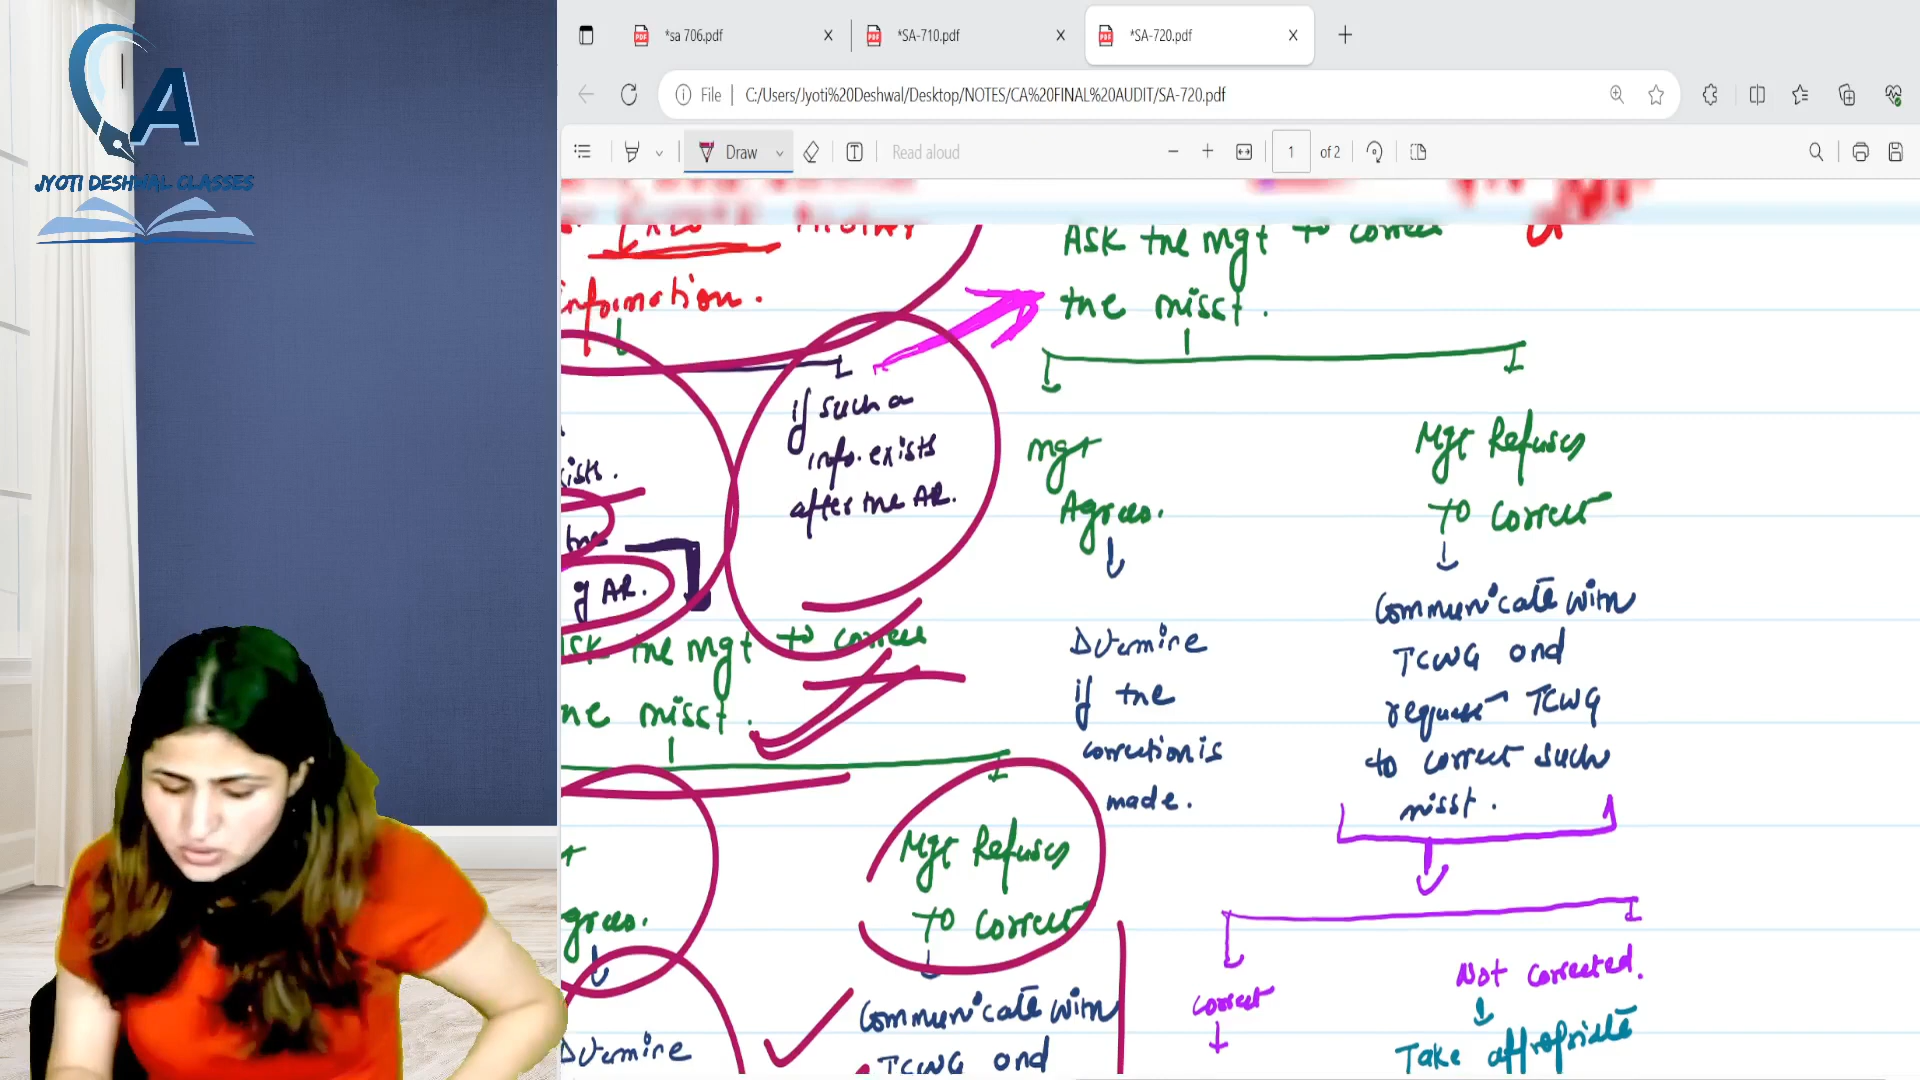 A
JYOTI DESHWAL CLASSES
*sa 706.pdf
*SA-710.pdf
*SA-720.pdf
File
C:/Users/Jyoti%20Deshwal/Desktop/NOTES/CA%20FINAL%20AUDIT/SA-720.pdf
Draw
Read aloud
1 of 2
information.
if such a
info. exists
after the AR.
g AR.
Ask the mgt to correct
the misst.
Mgt Refuses
to correct
Communicate with
TCWG and
Ask the mgt to correct
the misst.
mgt
Agrees.
Determine
if the
correction is
made.
Mgt Refuses
to correct
Communicate with
TCWG and
request TCWG
to correct such
misst.
correct
Not corrected.
Take appropriate